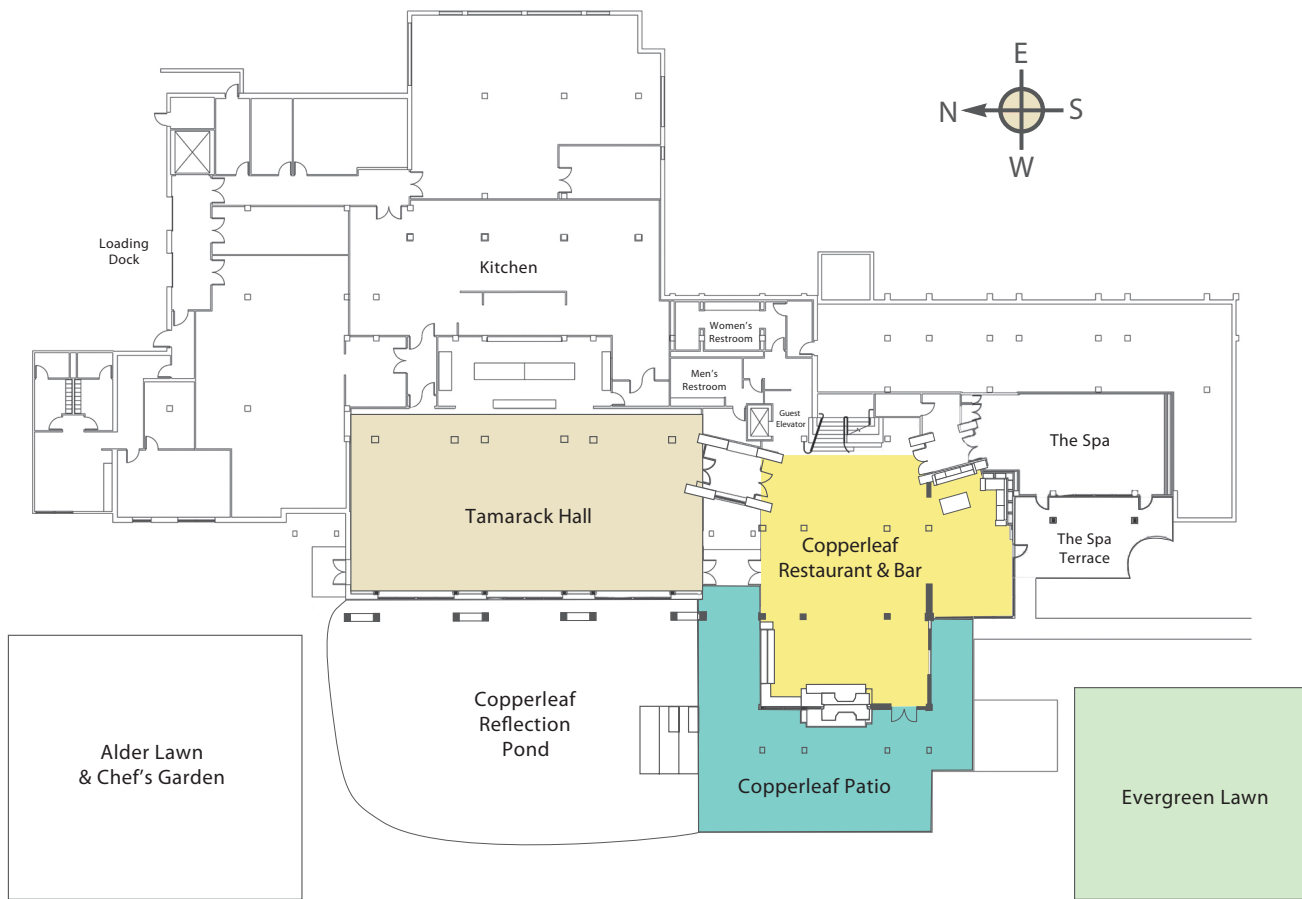 E
N
S
W
Loading
Dock
Kitchen
Women's
Restroom
Men's
Restroom
Guest
Elevator
The Spa
Tamarack Hall
Copperleaf
Restaurant & Bar
The Spa
Terrace
Copperleaf
Reflection
Pond
Alder Lawn
& Chef's Garden
Copperleaf Patio
Evergreen Lawn